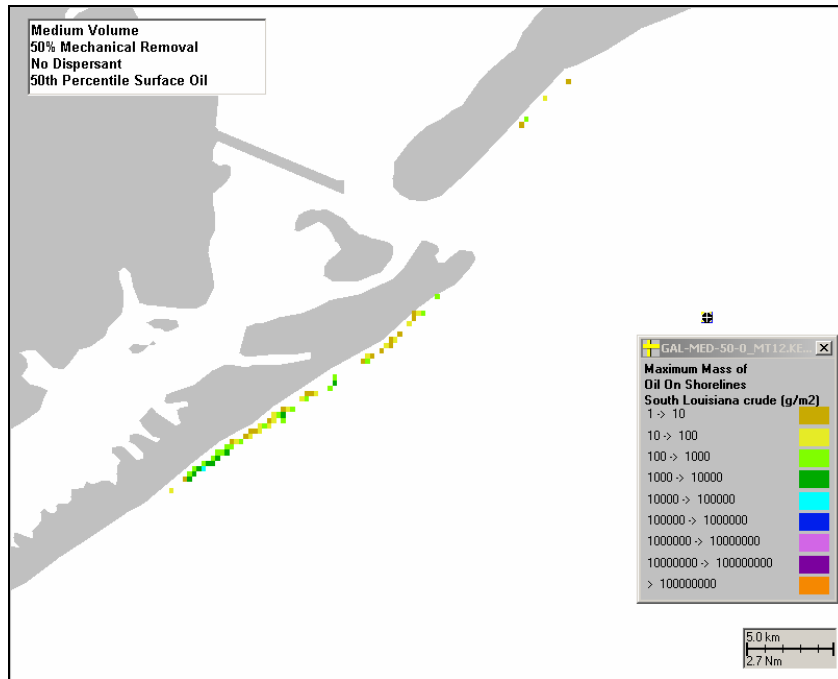 Medium Volume
50% Mechanical Removal
No Dispersant
50th Percentile Surface Oil
GAL-MED-50-0_MT12.KE...
Maximum Mass of
Oil On Shorelines
South Louisiana crude (g/m2)
1 -> 10
10 -> 100
100 -> 1000
1000 -> 10000
10000 -> 100000
100000 -> 1000000
1000000 -> 10000000
10000000 -> 100000000
> 100000000
5.0 km
2.7 Nm